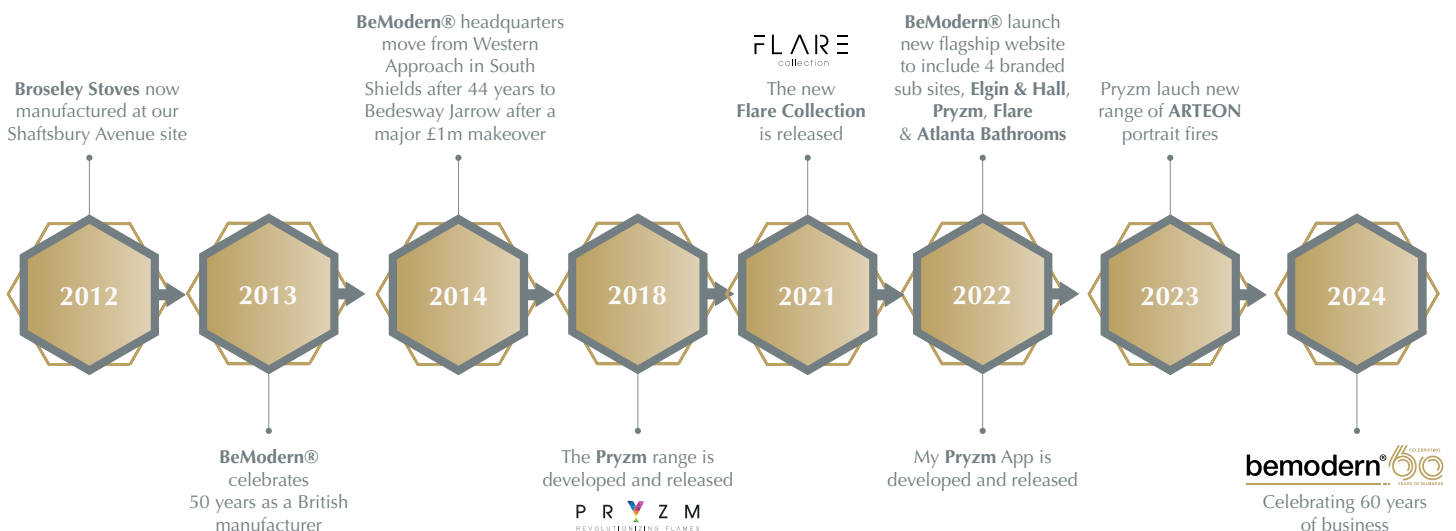 Broseley Stoves now
manufactured at our
Shaftsbury Avenue site
BeModern® headquarters
move from Western
Approach in South
Shields after 44 years to
Bedesway Jarrow after a
major £1m makeover
FLARE
collection
The new
Flare Collection
is released
BeModern® launch
new flagship website
to include 4 branded
sub sites, Elgin & Hall,
Pryzm, Flare
& Atlanta Bathrooms
Pryzm lauch new
range of ARTEON
portrait fires
2012
2013
2014
2018
2021
2022
2023
2024
BeModern®
celebrates
50 years as a British
manufacturer
The Pryzm range is
developed and released
PRYZM
REVOLUTIONIZING FLAMES
My Pryzm App is
developed and released
bemodern®
CELEBRATING
60
YEARS OF BUSINESS
Celebrating 60 years
of business